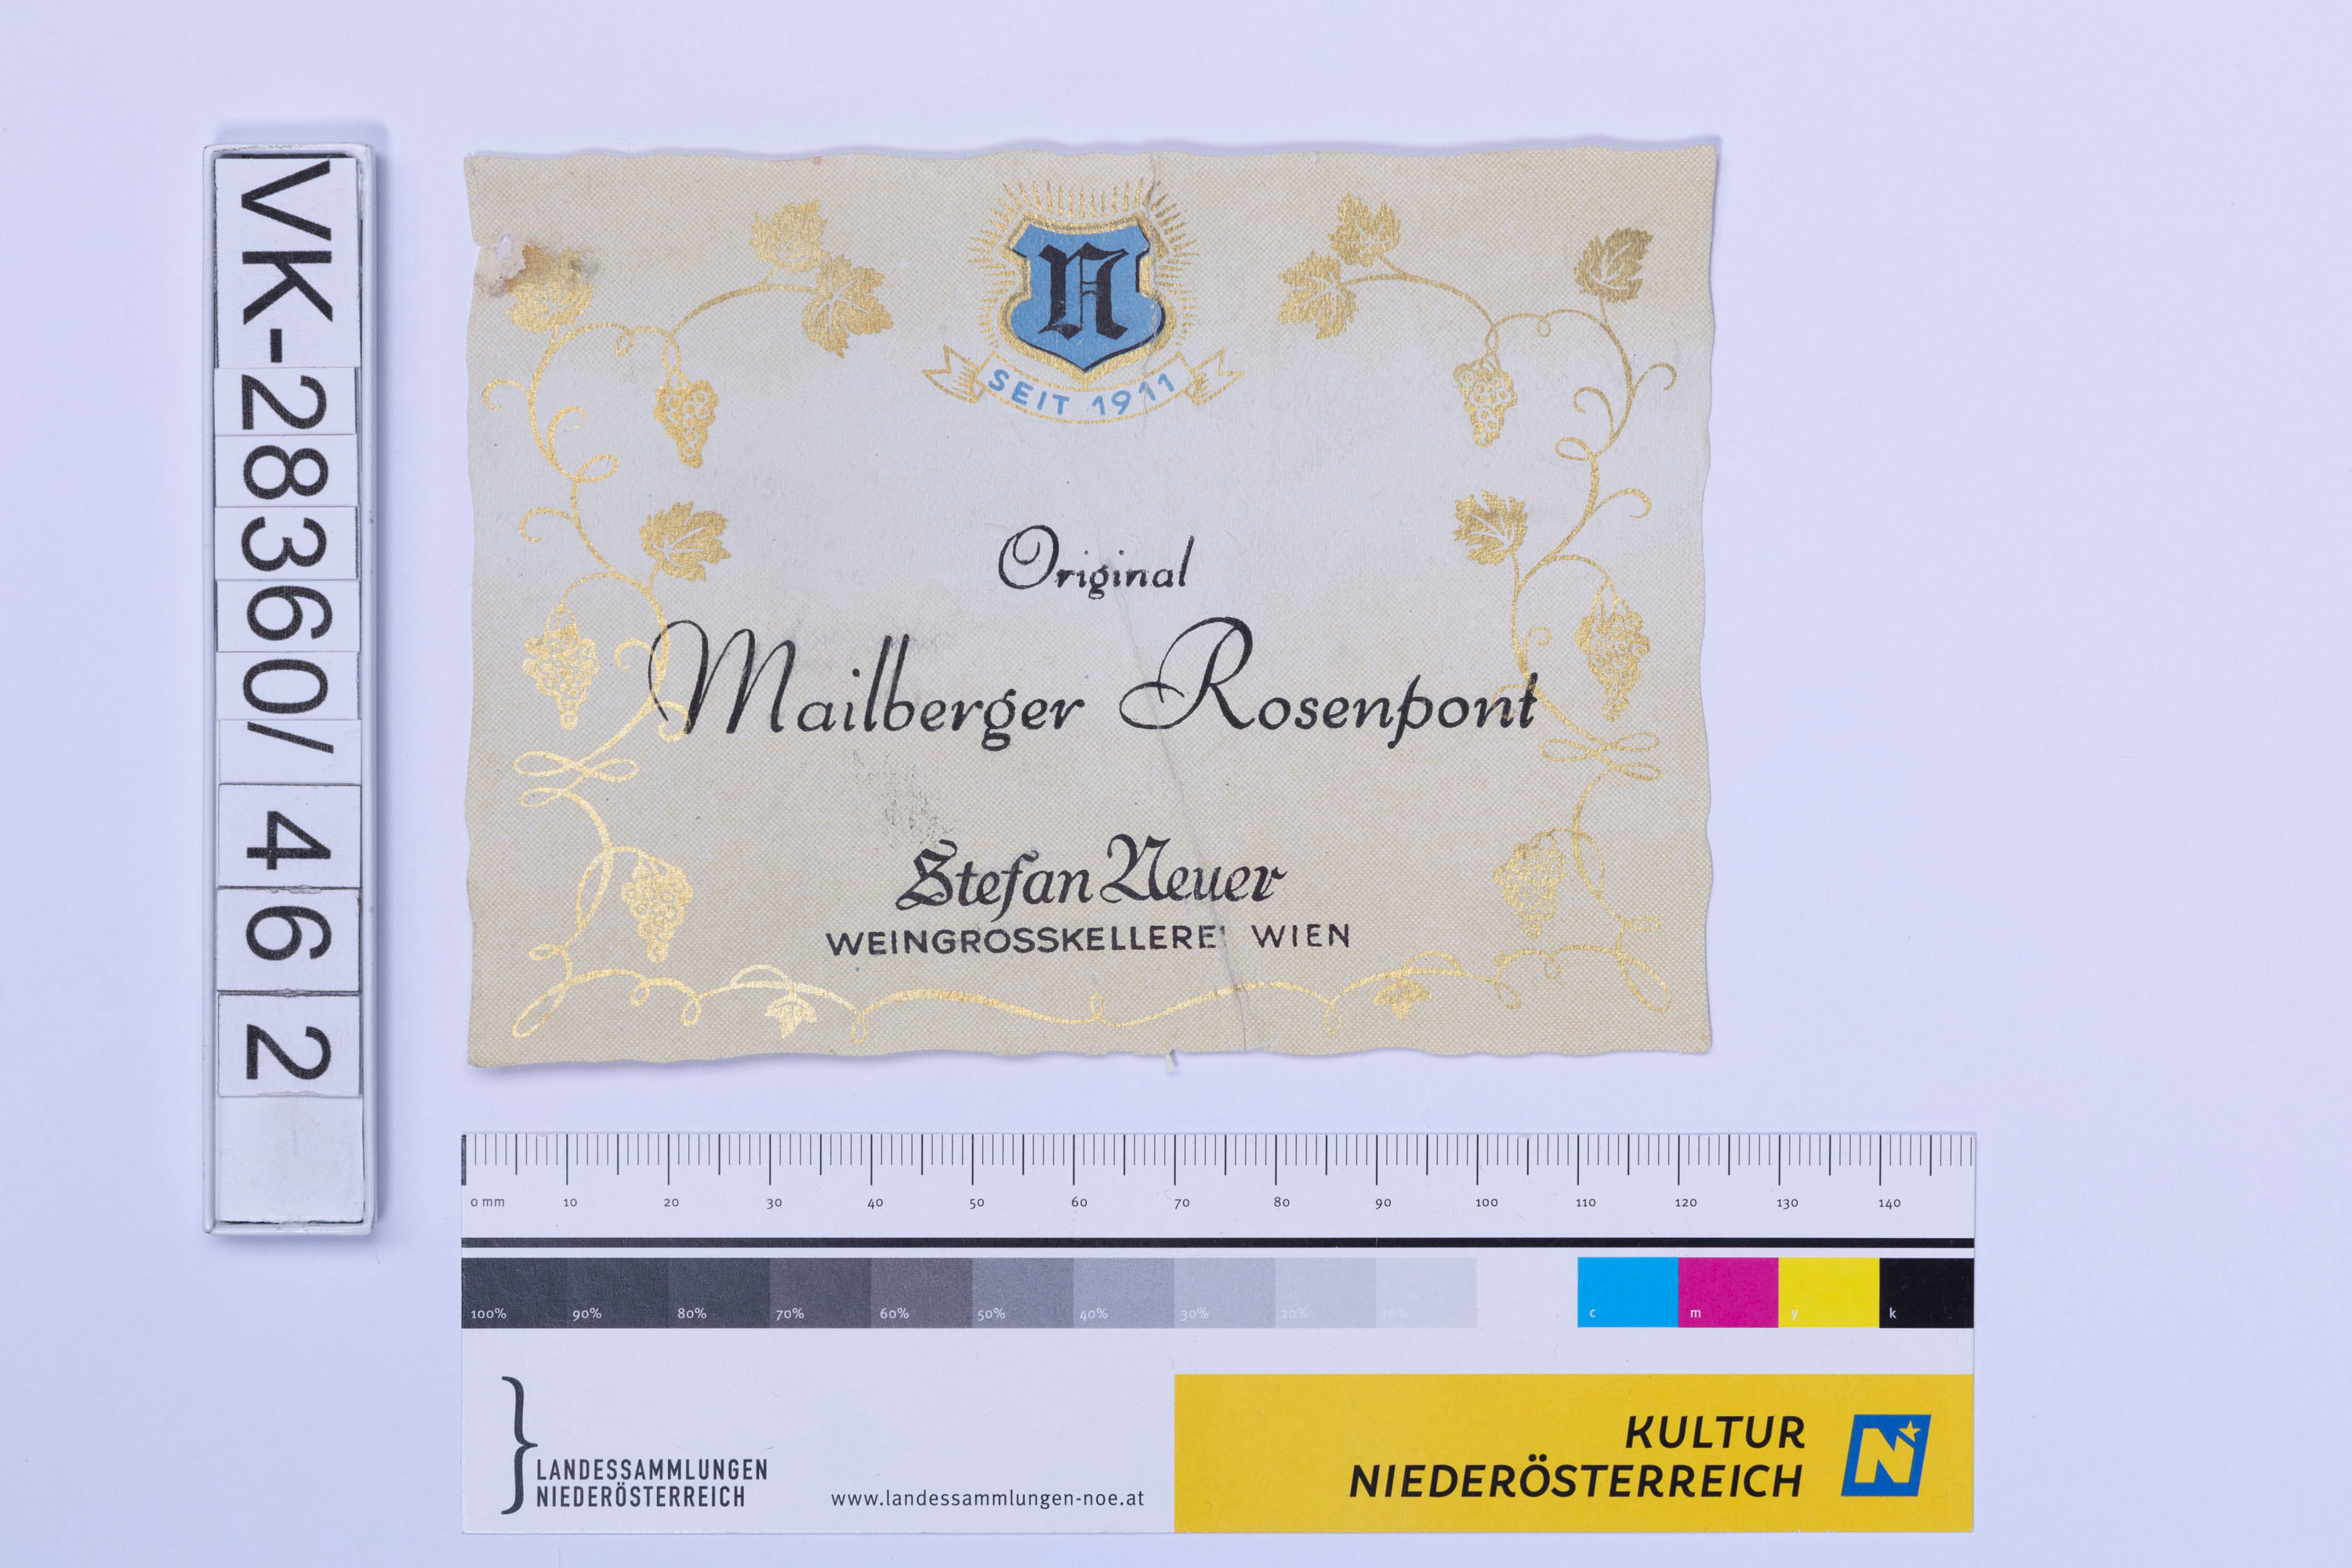 VK-28360/462
N
SEIT 1911
Original
Mailberger Rosenpont
Stefan Neuer
WEINGROSSKELLEREI WIEN
0 mm 10 20 30 40 50 60 70 80 90 100 110 120 130 140
100% 90% 80% 70% 60% 50% 40% 30% 20% 10% c m y k
LANDESSAMMLUNGEN
NIEDERÖSTERREICH
www.landessammlungen-noe.at
KULTUR
NIEDERÖSTERREICH
N